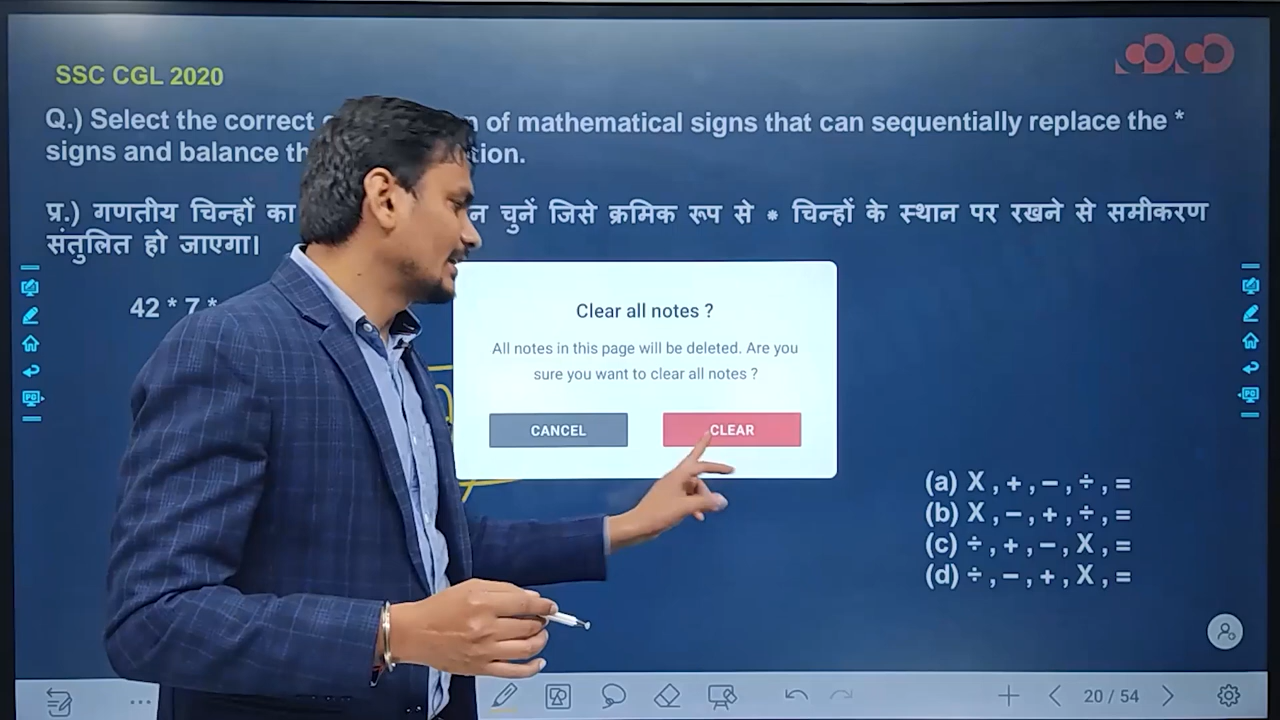 SSC CGL 2020
Q.) Select the correct of mathematical signs that can sequentially replace the *
signs and balance
प्र.) गणतीय चिन्हों का चुनें जिसे क्रमिक रूप से * चिन्हों के स्थान पर रखने से समीकरण
संतुलित हो जाएगा।
42 * 7 *
Clear all notes ?
All notes in this page will be deleted. Are you
sure you want to clear all notes ?
CANCEL CLEAR
(a) X , + , − , ÷ , =
(b) X , − , + , ÷ , =
(c) ÷ , + , − , X , =
(d) ÷ , − , + , X , =
20 / 54